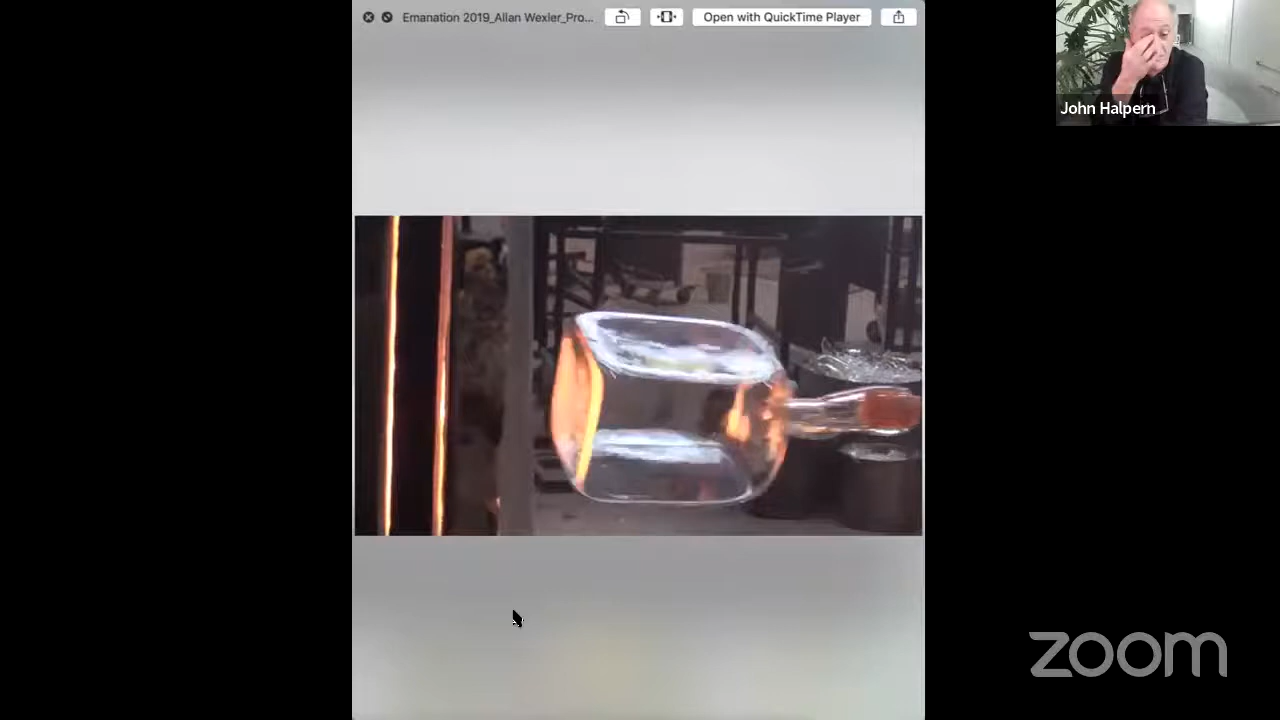 Emanation 2019_Allan Wexler_Pro...
Open with QuickTime Player
John Halpern
zoom